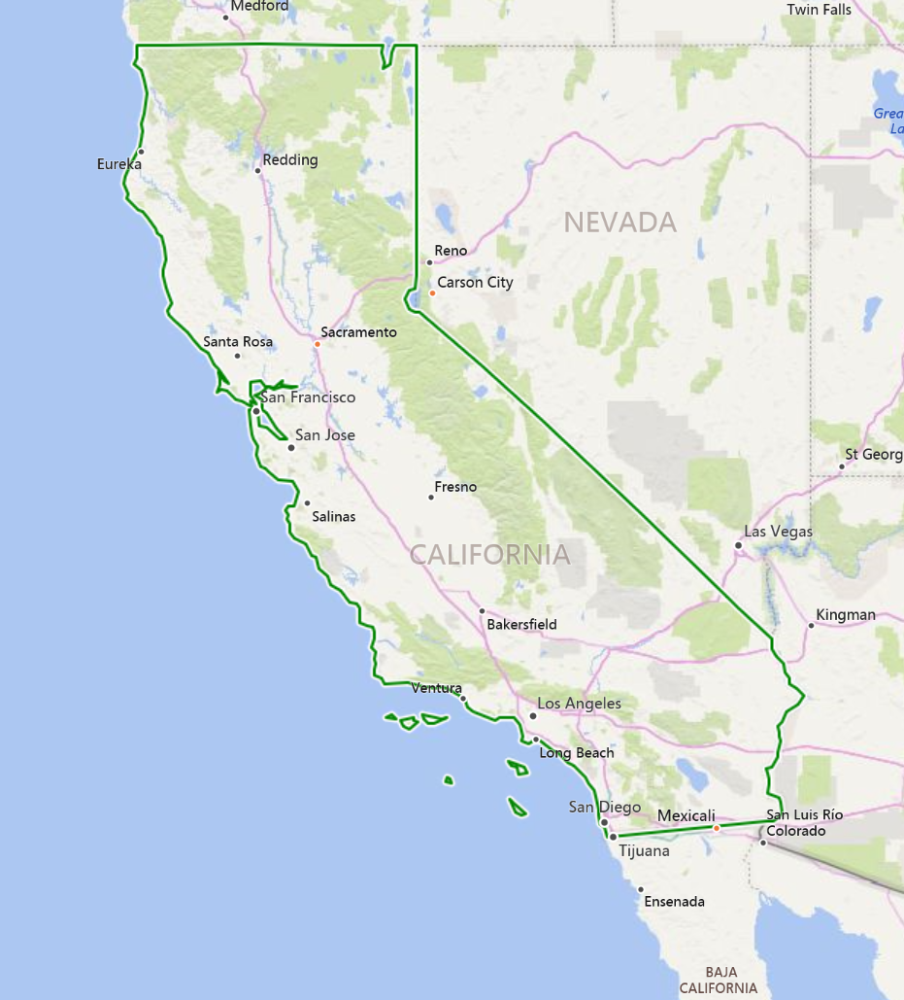 Medford
Twin Falls
Grea
La
Eureka
Redding
NEVADA
Reno
Carson City
Sacramento
Santa Rosa
San Francisco
San Jose
St Georg
Fresno
Salinas
Las Vegas
CALIFORNIA
Kingman
Bakersfield
Ventura
Los Angeles
Long Beach
San Diego
Mexicali
San Luis Río
Colorado
Tijuana
Ensenada
BAJA
CALIFORNIA